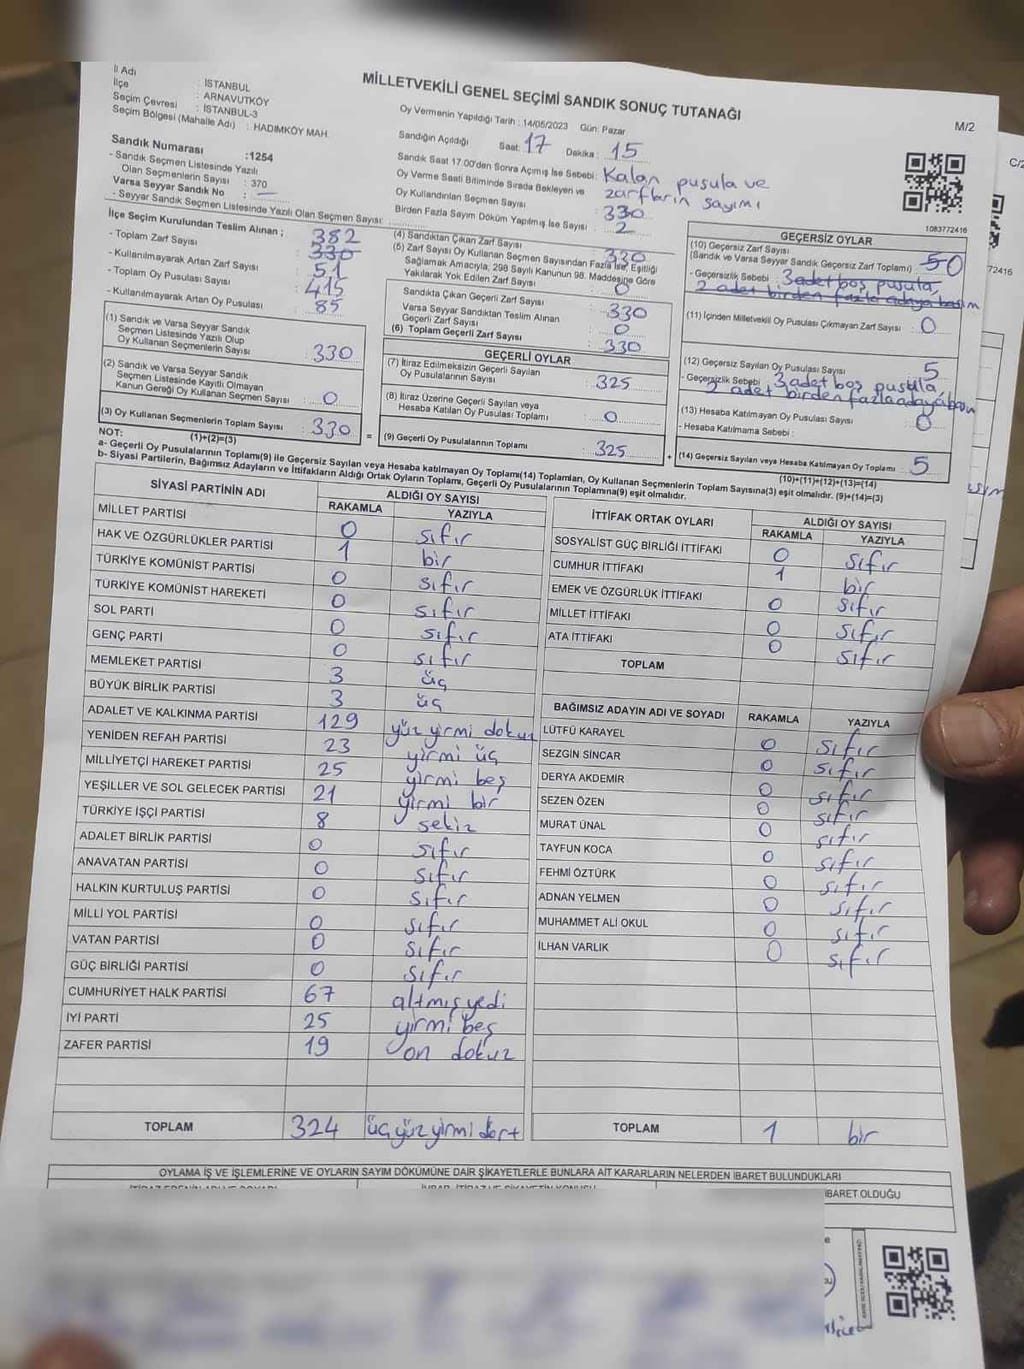 MİLLETVEKİLİ GENEL SEÇİMİ SANDIK SONUÇ TUTANAĞI
M/2
C/2
İl Adı : İSTANBUL
İlçe : ARNAVUTKÖY
Seçim Çevresi : İSTANBUL-3
Seçim Bölgesi (Mahalle Adı) : HADIMKÖY MAH.
Sandık Numarası :1254
- Sandık Seçmen Listesinde Yazılı
Olan Seçmenlerin Sayısı : 370
Varsa Seyyar Sandık No : —
- Seyyar Sandık Seçmen Listesinde Yazılı Olan Seçmen Sayısı:
Oy Vermenin Yapıldığı Tarih : 14/05/2023 Gün: Pazar
Sandığın Açıldığı Saat: 17 Dakika : 15
Sandık Saat 17.00'den Sonra Açımış İse Sebebi: Kalan pusula ve
zarfların sayımı
Oy Verme Saati Bitiminde Sırada Bekleyen ve
Oy Kullandırılan Seçmen Sayısı : 330
Birden Fazla Sayım Döküm Yapılmış İse Sayısı : 2
1083772416
72416
İlçe Seçim Kurulundan Teslim Alınan ;
- Toplam Zarf Sayısı : 382
330
- Kullanılmayarak Artan Zarf Sayısı : 51
- Toplam Oy Pusulası Sayısı : 415
- Kullanılmayarak Artan Oy Pusulası : 85
(1) Sandık ve Varsa Seyyar Sandık
Seçmen Listesinde Yazılı Olup
Oy Kullanan Seçmenlerin Sayısı : 330
(2) Sandık ve Varsa Seyyar Sandık
Seçmen Listesinde Kayıtlı Olmayan
Kanun Gereği Oy Kullanan Seçmen Sayısı : 0
(3) Oy Kullanan Seçmenlerin Toplam Sayısı : 330
(1)+(2)=(3)
(4) Sandıktan Çıkan Zarf Sayısı : 330
(5) Zarf Sayısı Oy Kullanan Seçmen Sayısından Fazla İse, Eşitliği
Sağlamak Amacıyla, 298 Sayılı Kanunun 98. Maddesine Göre
Yakılarak Yok Edilen Zarf Sayısı : 0
Sandıkta Çıkan Geçerli Zarf Sayısı : 330
Varsa Seyyar Sandıktan Teslim Alınan
Geçerli Zarf Sayısı : 0
(6) Toplam Geçerli Zarf Sayısı : 330
GEÇERLİ OYLAR
(7) İtiraz Edilmeksizin Geçerli Sayılan
Oy Pusulalarının Sayısı : 325
(8) İtiraz Üzerine Geçerli Sayılan veya
Hesaba Katılan Oy Pusulası Toplamı : 0
= (9) Geçerli Oy Pusulalarının Toplamı : 325
GEÇERSİZ OYLAR
(10) Geçersiz Zarf Sayısı
(Sandık ve Varsa Seyyar Sandık Geçersiz Zarf Toplamı) : 50
- Geçersizlik Sebebi : 3 adet boş pusula,
2 adet birden fazla adaya basım
(11) İçinden Milletvekili Oy Pusulası Çıkmayan Zarf Sayısı : 0
(12) Geçersiz Sayılan Oy Pusulası Sayısı : 5
- Geçersizlik Sebebi : 3 adet boş pusula,
2 adet birden fazla adaya basım
(13) Hesaba Katılmayan Oy Pusulası Sayısı : 0
- Hesaba Katılmama Sebebi :
+ (14) Geçersiz Sayılan veya Hesaba Katılmayan Oy Toplamı : 5
(10)+(11)+(12)+(13)=(14)
NOT:
a- Geçerli Oy Pusulalarının Toplamı(9) ile Geçersiz Sayılan veya Hesaba katılmayan Oy Toplamı(14) Toplamları, Oy Kullanan Seçmenlerin Toplam Sayısına(3) eşit olmalıdır. (9)+(14)=(3)
b- Siyasi Partilerin, Bağımsız Adayların ve İttifakların Aldığı Ortak Oyların Toplamı, Geçerli Oy Pusulalarının Toplamına(9) eşit olmalıdır.
SİYASİ PARTİNİN ADI ALDIĞI OY SAYISI
RAKAMLA YAZIYLA
MİLLET PARTİSİ 0 sıfır
HAK VE ÖZGÜRLÜKLER PARTİSİ 1 bir
TÜRKİYE KOMÜNİST PARTİSİ 0 sıfır
TÜRKİYE KOMÜNİST HAREKETİ 0 sıfır
SOL PARTİ 0 sıfır
GENÇ PARTİ 0 sıfır
MEMLEKET PARTİSİ 3 üç
BÜYÜK BİRLİK PARTİSİ 3 üç
ADALET VE KALKINMA PARTİSİ 129 yüz yirmi dokuz
YENİDEN REFAH PARTİSİ 23 yirmi üç
MİLLİYETÇİ HAREKET PARTİSİ 25 yirmi beş
YEŞİLLER VE SOL GELECEK PARTİSİ 21 yirmi bir
TÜRKİYE İŞÇİ PARTİSİ 8 sekiz
ADALET BİRLİK PARTİSİ 0 sıfır
ANAVATAN PARTİSİ 0 sıfır
HALKIN KURTULUŞ PARTİSİ 0 sıfır
MİLLİ YOL PARTİSİ 0 sıfır
VATAN PARTİSİ 0 sıfır
GÜÇ BİRLİĞİ PARTİSİ 0 sıfır
CUMHURİYET HALK PARTİSİ 67 altmış yedi
İYİ PARTİ 25 yirmi beş
ZAFER PARTİSİ 19 on dokuz
TOPLAM 324 üç yüz yirmi dört
İTTİFAK ORTAK OYLARI ALDIĞI OY SAYISI
RAKAMLA YAZIYLA
SOSYALİST GÜÇ BİRLİĞİ İTTİFAKI 0 sıfır
CUMHUR İTTİFAKI 1 bir
EMEK VE ÖZGÜRLÜK İTTİFAKI 0 sıfır
MİLLET İTTİFAKI 0 sıfır
ATA İTTİFAKI 0 sıfır
TOPLAM
BAĞIMSIZ ADAYIN ADI VE SOYADI RAKAMLA YAZIYLA
LÜTFÜ KARAYEL 0 sıfır
SEZGİN SİNCAR 0 sıfır
DERYA AKDEMİR 0 sıfır
SEZEN ÖZEN 0 sıfır
MURAT ÜNAL 0 sıfır
TAYFUN KOCA 0 sıfır
FEHMİ ÖZTÜRK 0 sıfır
ADNAN YELMEN 0 sıfır
MUHAMMET ALİ OKUL 0 sıfır
İLHAN VARLIK 0 sıfır
TOPLAM 1 bir
OYLAMA İŞ VE İŞLEMLERİNE VE OYLARIN SAYIM DÖKÜMÜNE DAİR ŞİKAYETLERLE BUNLARA AİT KARARLARIN NELERDEN İBARET BULUNDUKLARI
İBARET OLDUĞU